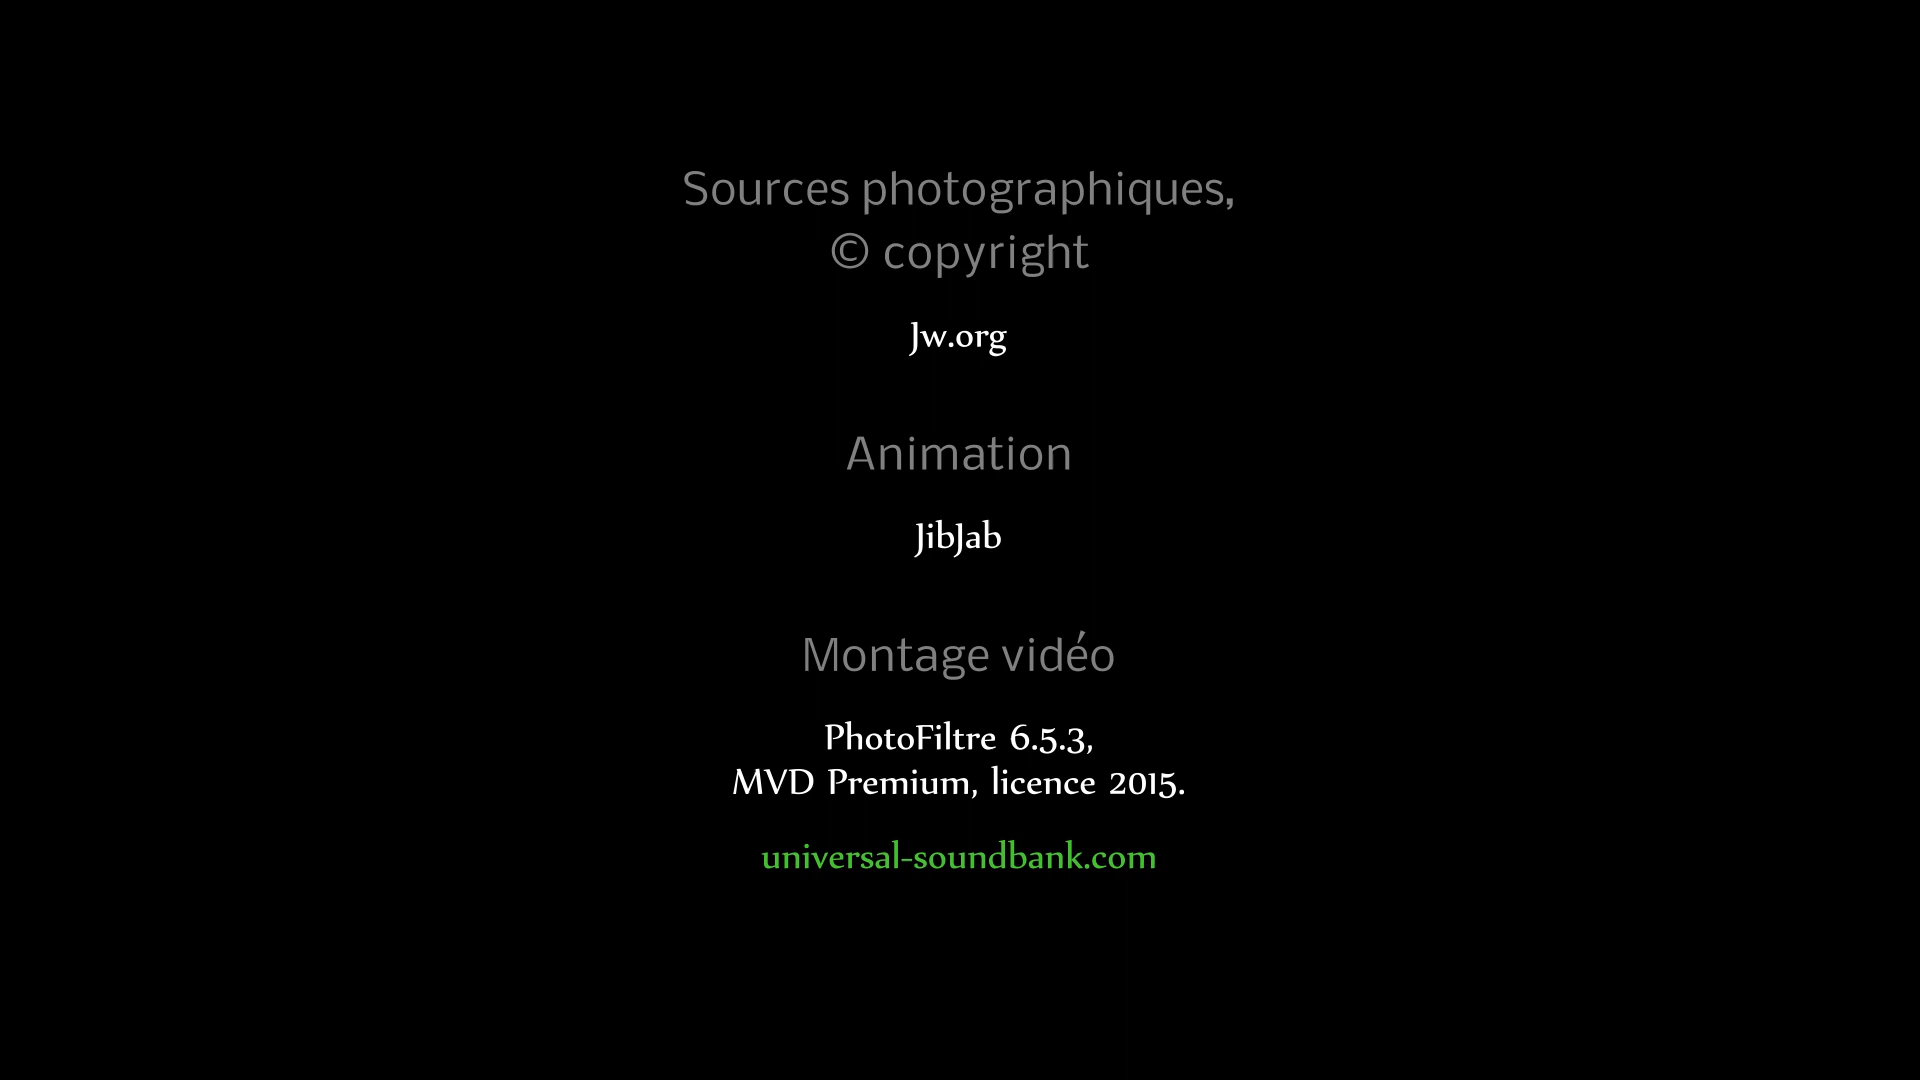 Sources photographiques,
© copyright
Jw.org
Animation
JibJab
Montage vidéo
PhotoFiltre 6.5.3,
MVD Premium, licence 2015.
universal-soundbank.com